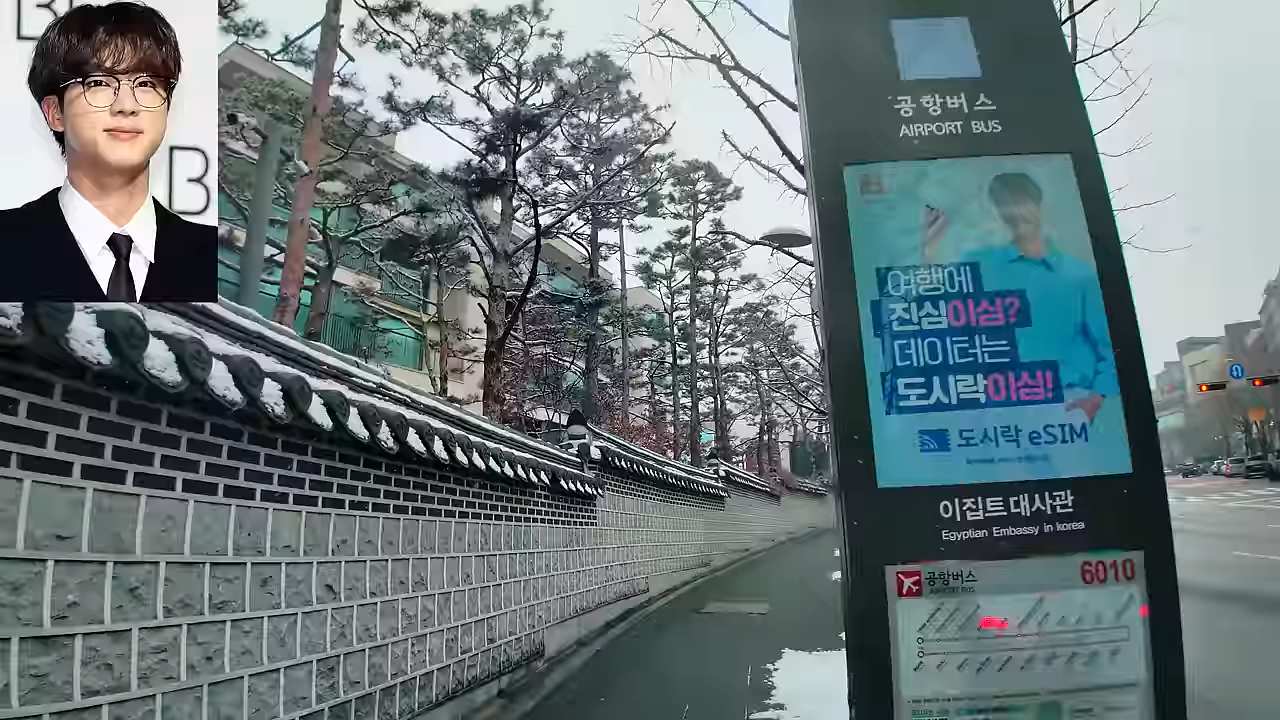 B
B
공항버스
AIRPORT BUS
여행에
진심이심?
데이터는
도시락이심!
도시락 eSIM
이집트대사관
Egyptian Embassy in korea
공항버스
AIRPORT BUS
6010